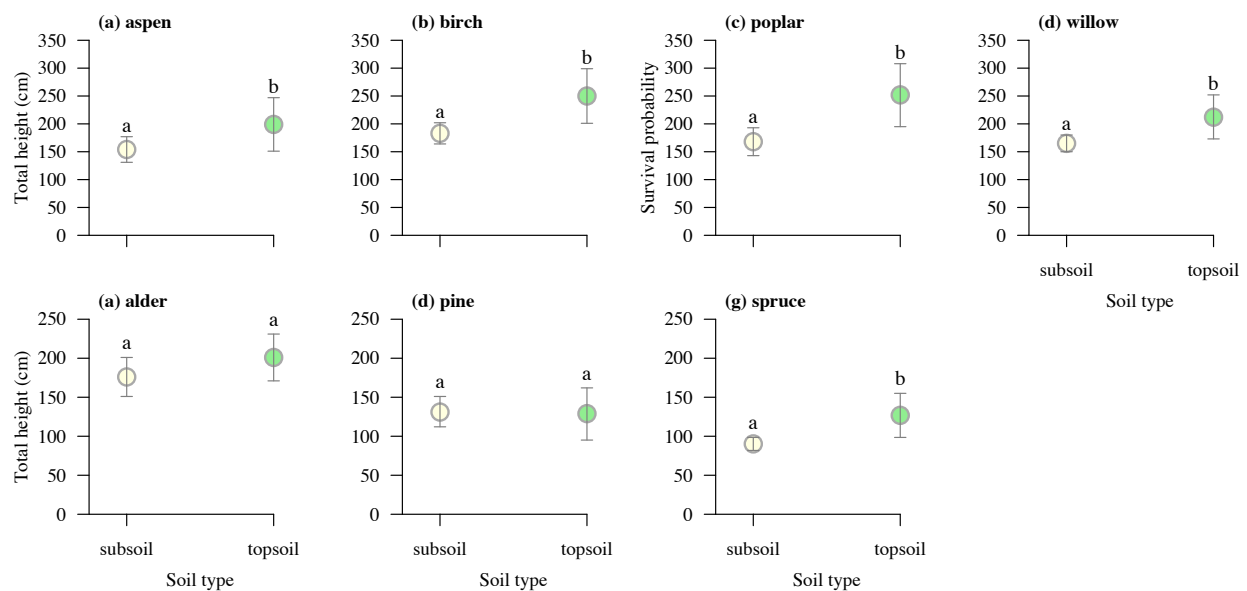 (a) aspen
Total height (cm)
350
300
250
200
150
100
50
0
a
b
(b) birch
350
300
250
200
150
100
50
0
a
b
(c) poplar
Survival probability
350
300
250
200
150
100
50
0
a
b
(d) willow
350
300
250
200
150
100
50
0
a
b
subsoil topsoil
Soil type
(a) alder
Total height (cm)
250
200
150
100
50
0
a
a
subsoil topsoil
Soil type
(d) pine
250
200
150
100
50
0
a
a
subsoil topsoil
Soil type
(g) spruce
250
200
150
100
50
0
a
b
subsoil topsoil
Soil type